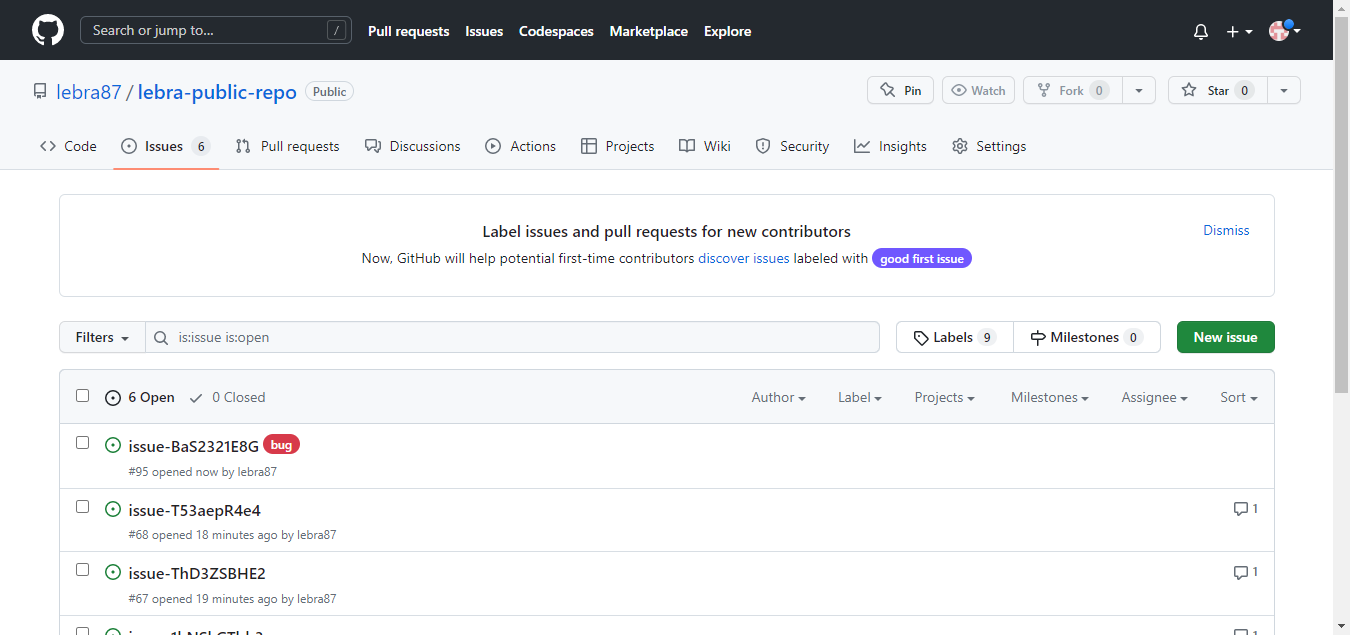 Search or jump to... / Pull requests Issues Codespaces Marketplace Explore
lebra87 / lebra-public-repo Public Pin Watch Fork 0 Star 0
Code Issues 6 Pull requests Discussions Actions Projects Wiki Security Insights Settings
Label issues and pull requests for new contributors Dismiss
Now, GitHub will help potential first-time contributors discover issues labeled with good first issue
Filters is:issue is:open Labels 9 Milestones 0 New issue
6 Open 0 Closed Author Label Projects Milestones Assignee Sort
issue-BaS2321E8G bug
#95 opened now by lebra87
issue-T53aepR4e4 1
#68 opened 18 minutes ago by lebra87
issue-ThD3ZSBHE2 1
#67 opened 19 minutes ago by lebra87